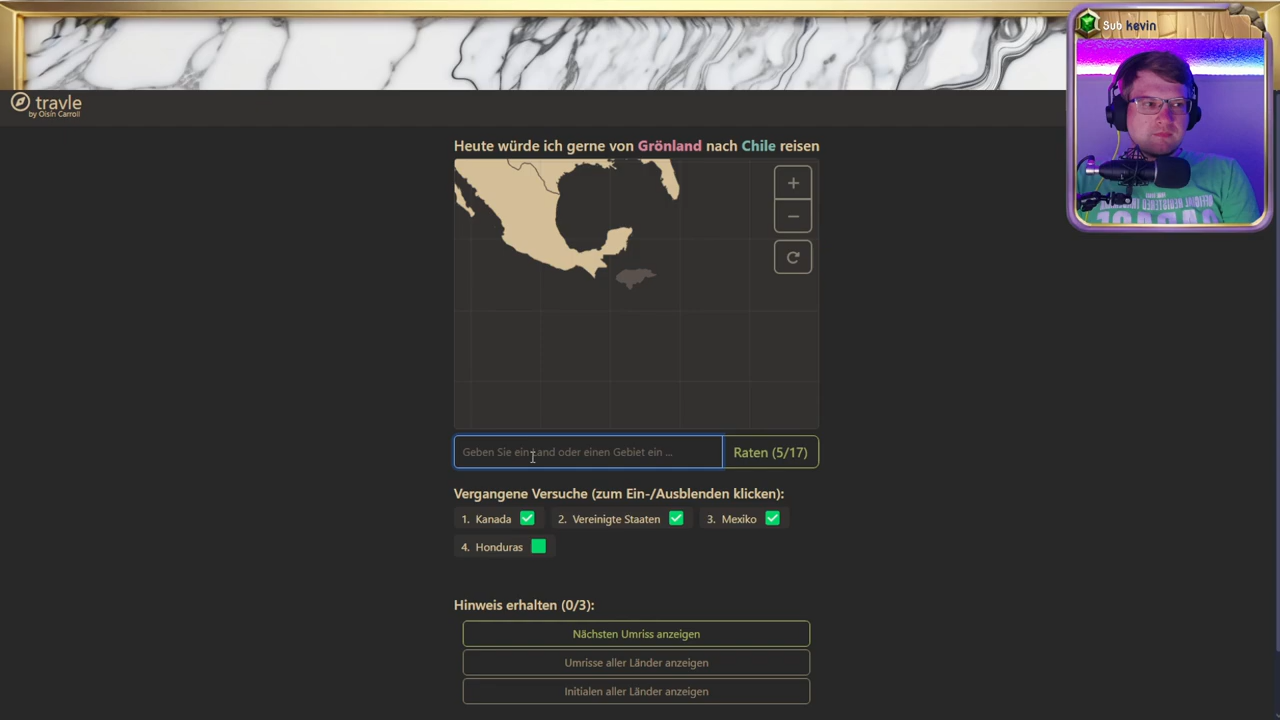 Sub kevin
travle
by Oisín Carroll
Heute würde ich gerne von Grönland nach Chile reisen
+
−
Geben Sie ein Land oder einen Gebiet ein ...
Raten (5/17)
Vergangene Versuche (zum Ein-/Ausblenden klicken):
1. Kanada
2. Vereinigte Staaten
3. Mexiko
4. Honduras
Hinweis erhalten (0/3):
Nächsten Umriss anzeigen
Umrisse aller Länder anzeigen
Initialen aller Länder anzeigen